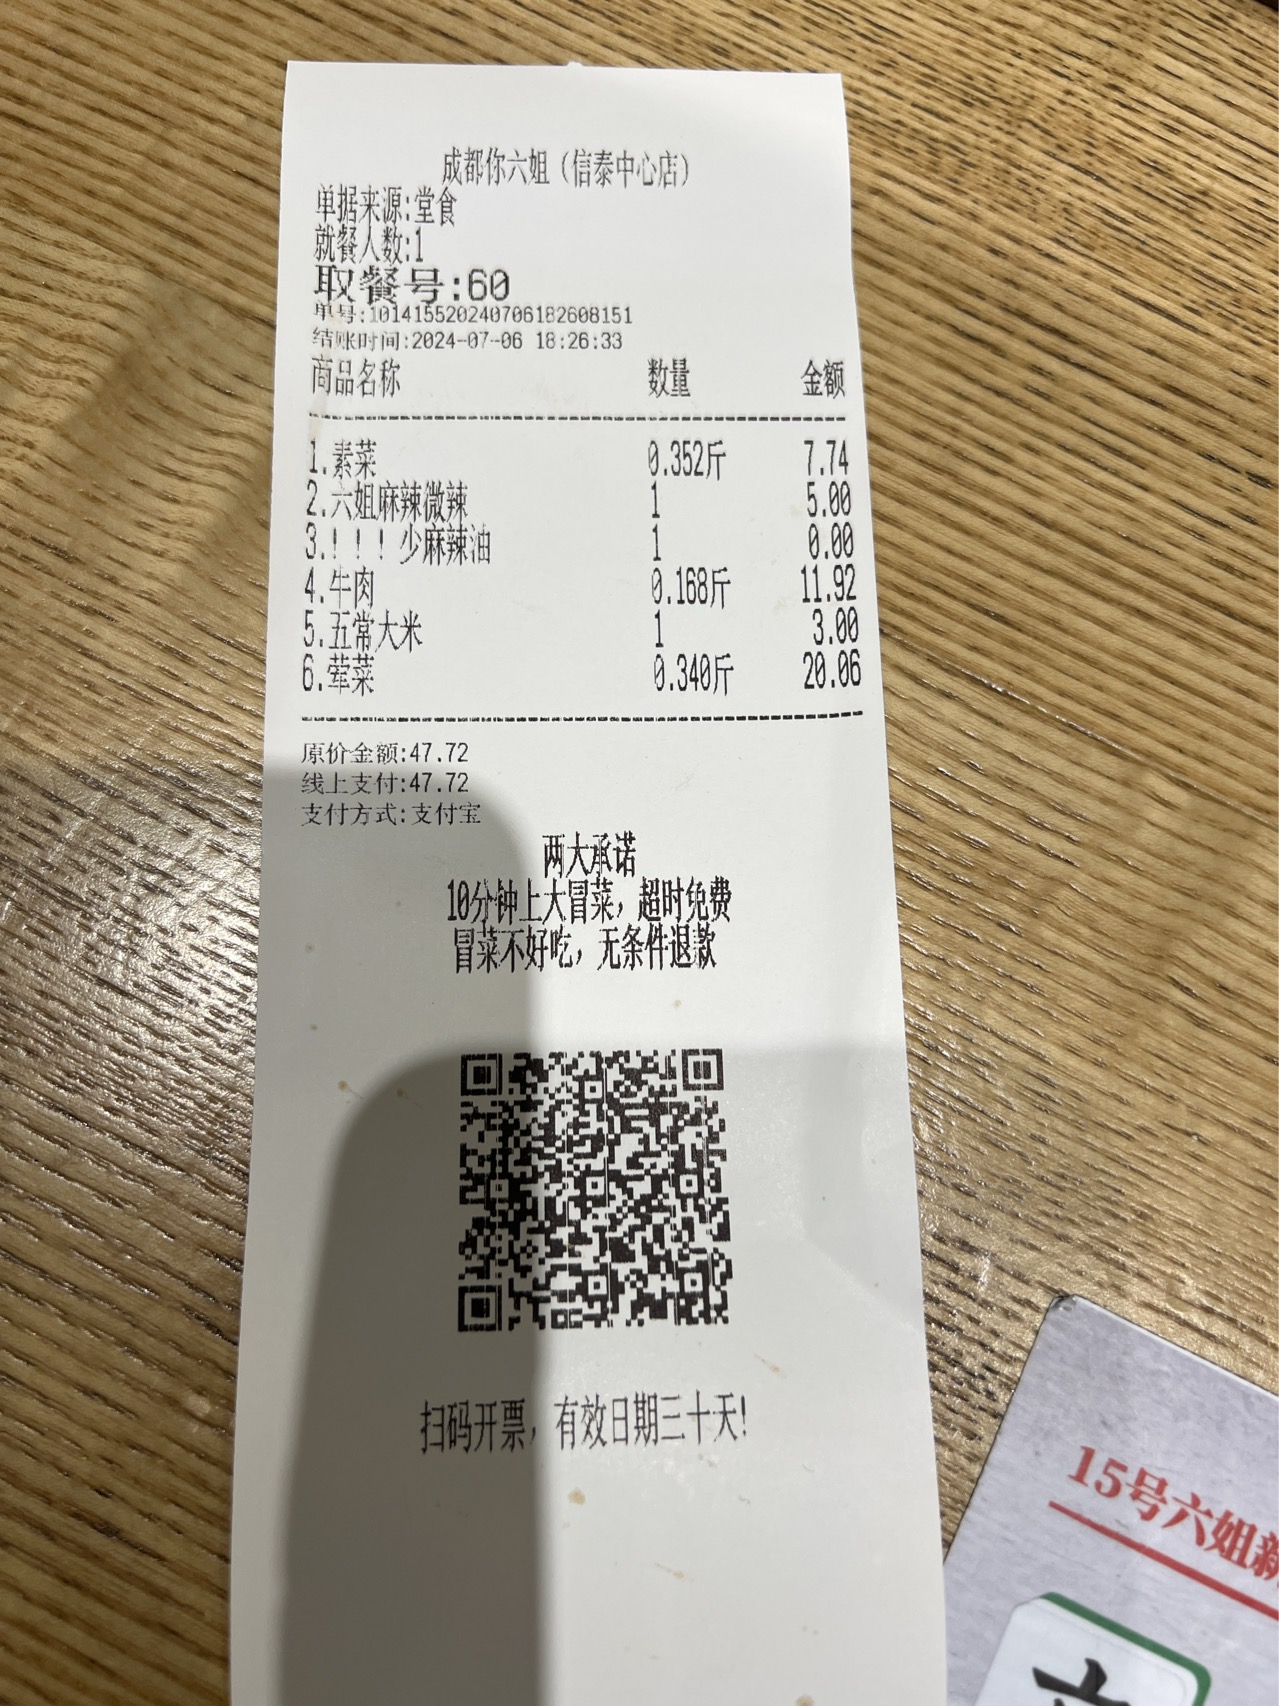 成都你六姐（信泰中心店）
单据来源:堂食
就餐人数:1
取餐号:60
单号:101415520240706182608151
结账时间:2024-07-06 18:26:33
商品名称 数量 金额
1.素菜 0.352斤 7.74
2.六姐麻辣微辣 1 5.00
3.！！！少麻辣油 1 0.00
4.牛肉 0.168斤 11.92
5.五常大米 1 3.00
6.荤菜 0.340斤 20.06
原价金额:47.72
线上支付:47.72
支付方式:支付宝
两大承诺
10分钟上大冒菜，超时免费
冒菜不好吃，无条件退款
扫码开票，有效日期三十天!
15号六姐新